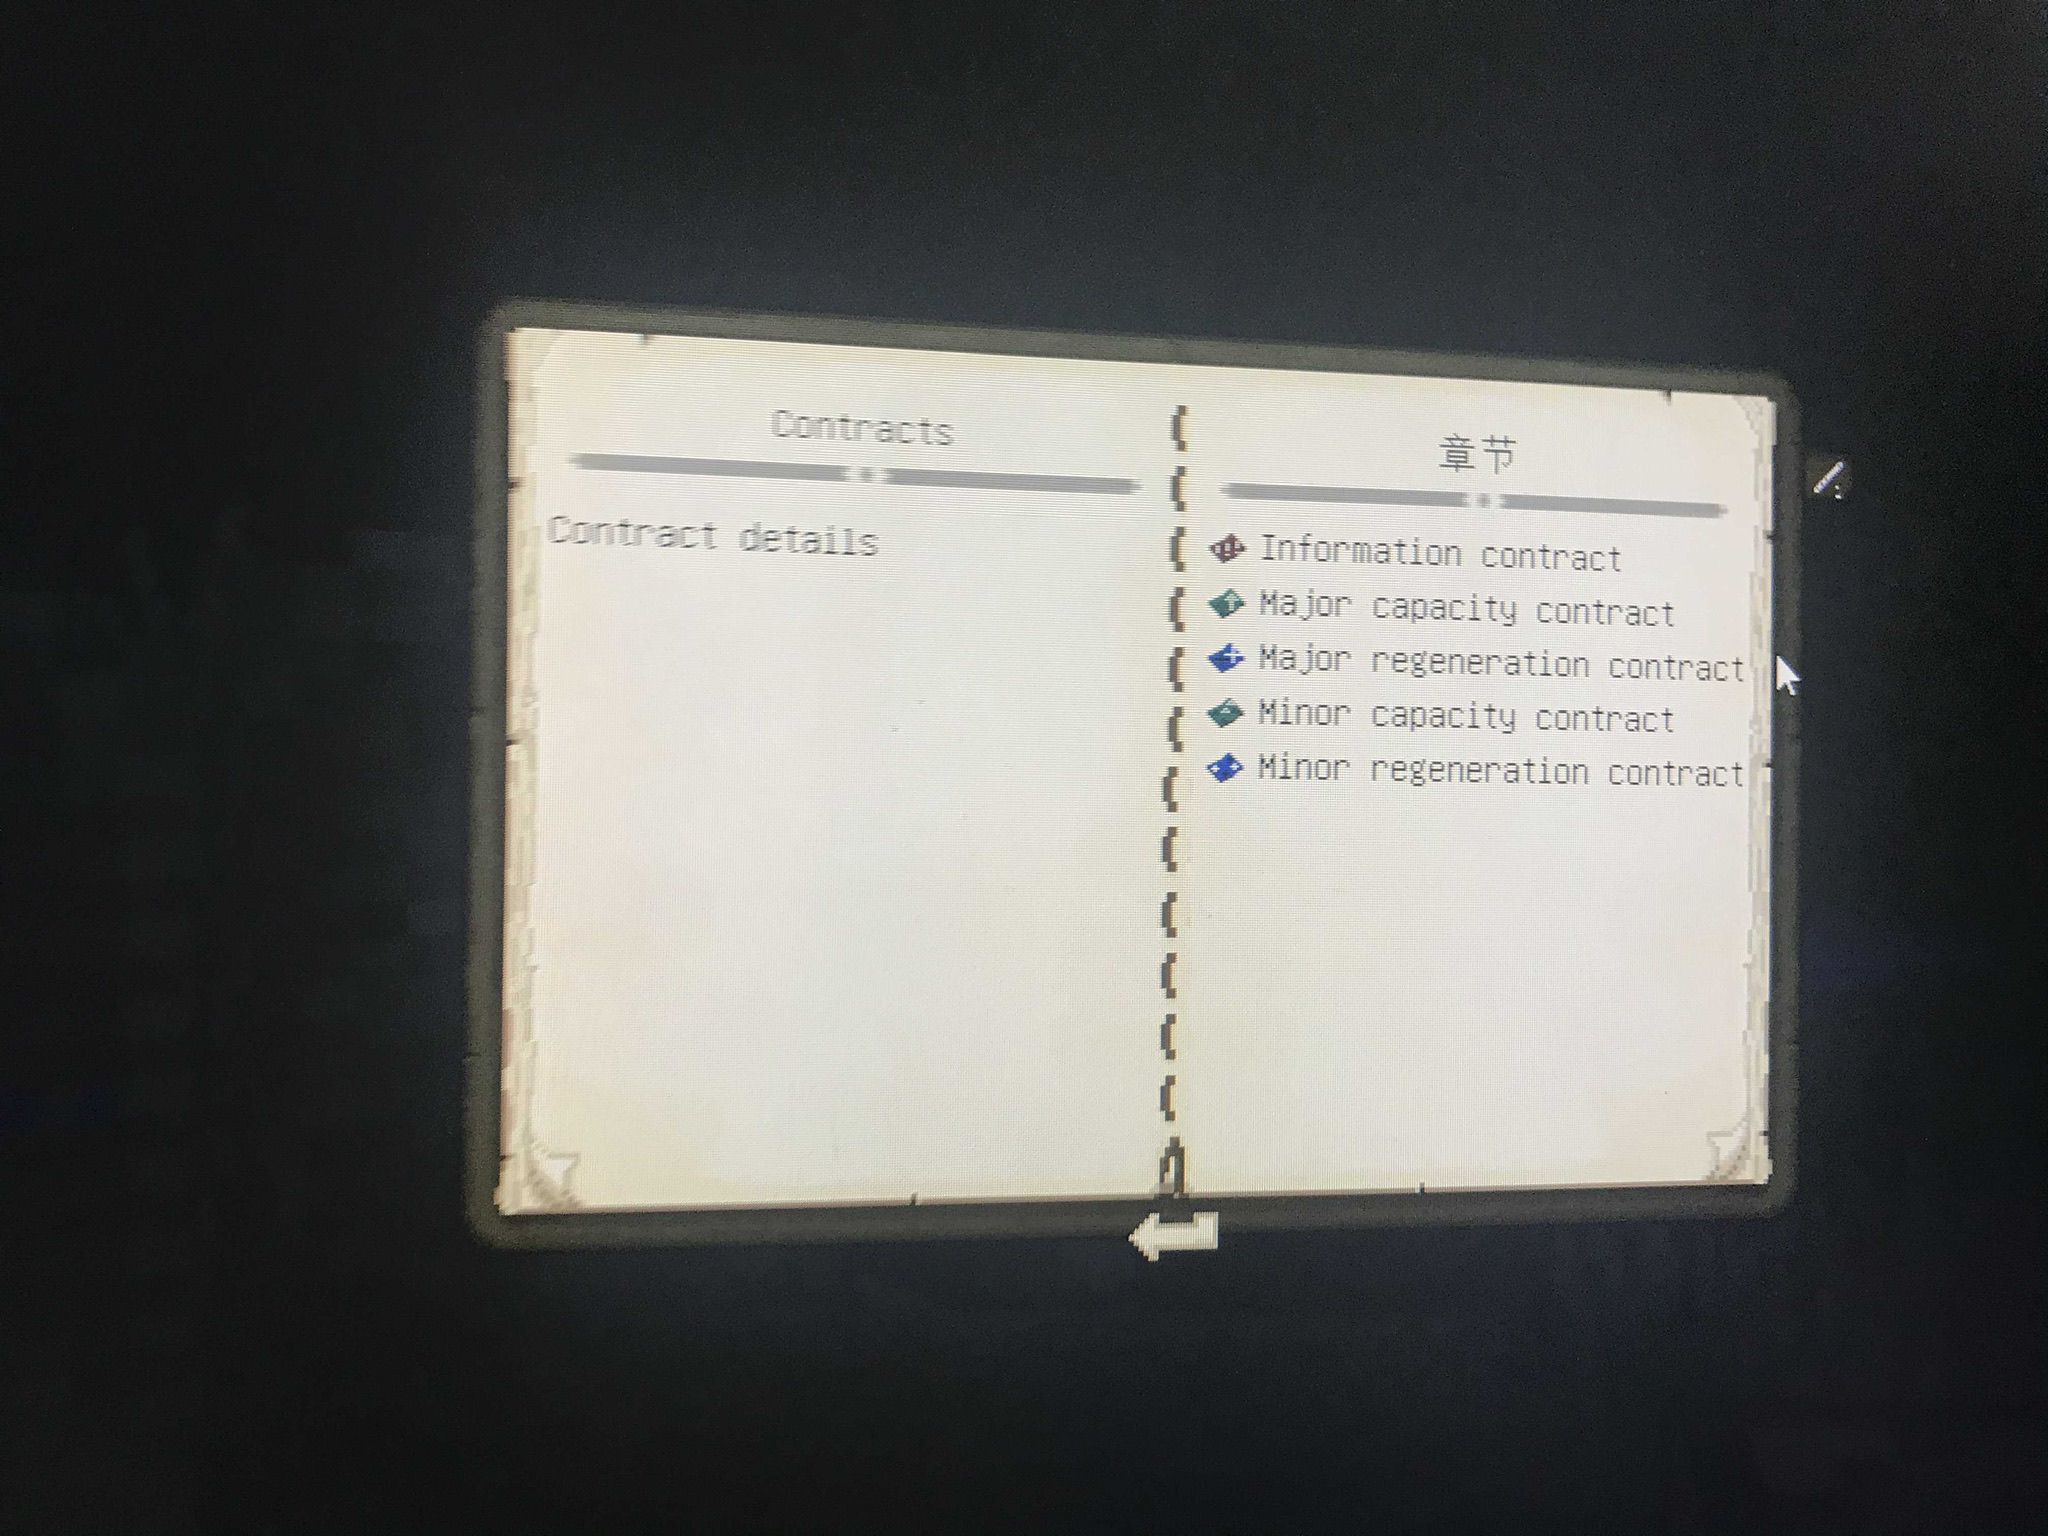 Contracts
Contract details
章节
Information contract
Major capacity contract
Major regeneration contract
Minor capacity contract
Minor regeneration contract